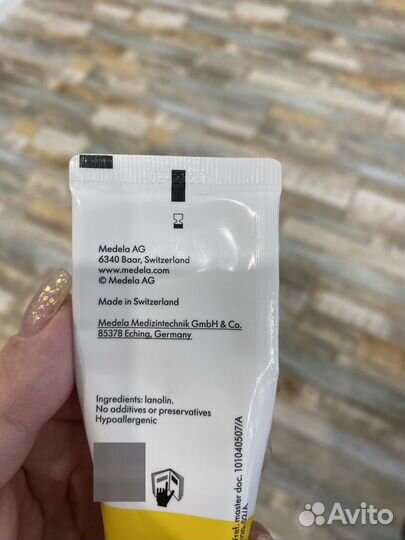 Medela AG
6340 Baar, Switzerland
www.medela.com
© Medela AG
Made in Switzerland
Medela Medizintechnik GmbH & Co.
85378 Eching, Germany
Ingredients: lanolin.
No additives or preservatives
Hypoallergenic
ref. master doc. 101040507/A
Avito